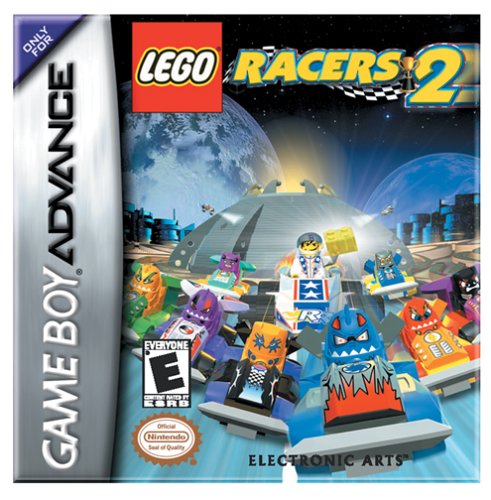 ONLY
FOR
GAME BOY ADVANCE
LEGO
RACERS 2
EVERYONE
E
CONTENT RATED BY
ESRB
Official
Nintendo
Seal of Quality
ELECTRONIC ARTS™